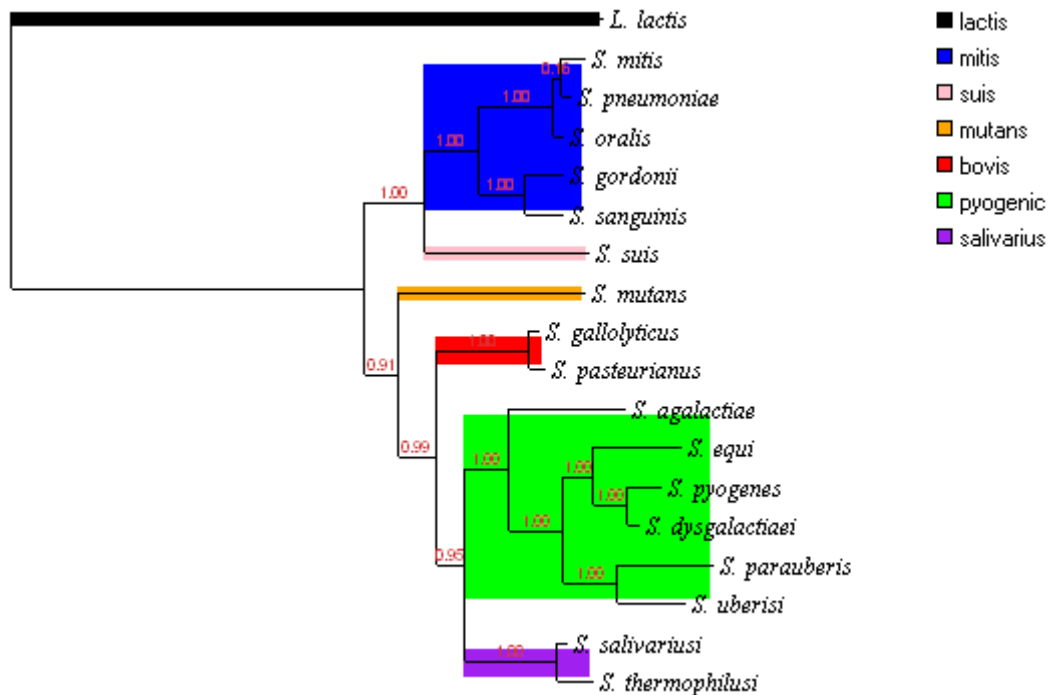 L. lactis
S. mitis
0.16
S. pneumoniae
1.00
S. oralis
1.00
S. gordonii
1.00
S. sanguinis
1.00
S. suis
S. mutans
S. gallolyticus
1.00
S. pasteurianus
0.91
S. agalactiae
0.99
S. equi
1.00
1.00
S. pyogenes
1.00
S. dysgalactiaei
1.00
0.95
S. parauberis
1.00
S. uberisi
S. salivariusi
1.00
S. thermophilusi
lactis
mitis
suis
mutans
bovis
pyogenic
salivarius